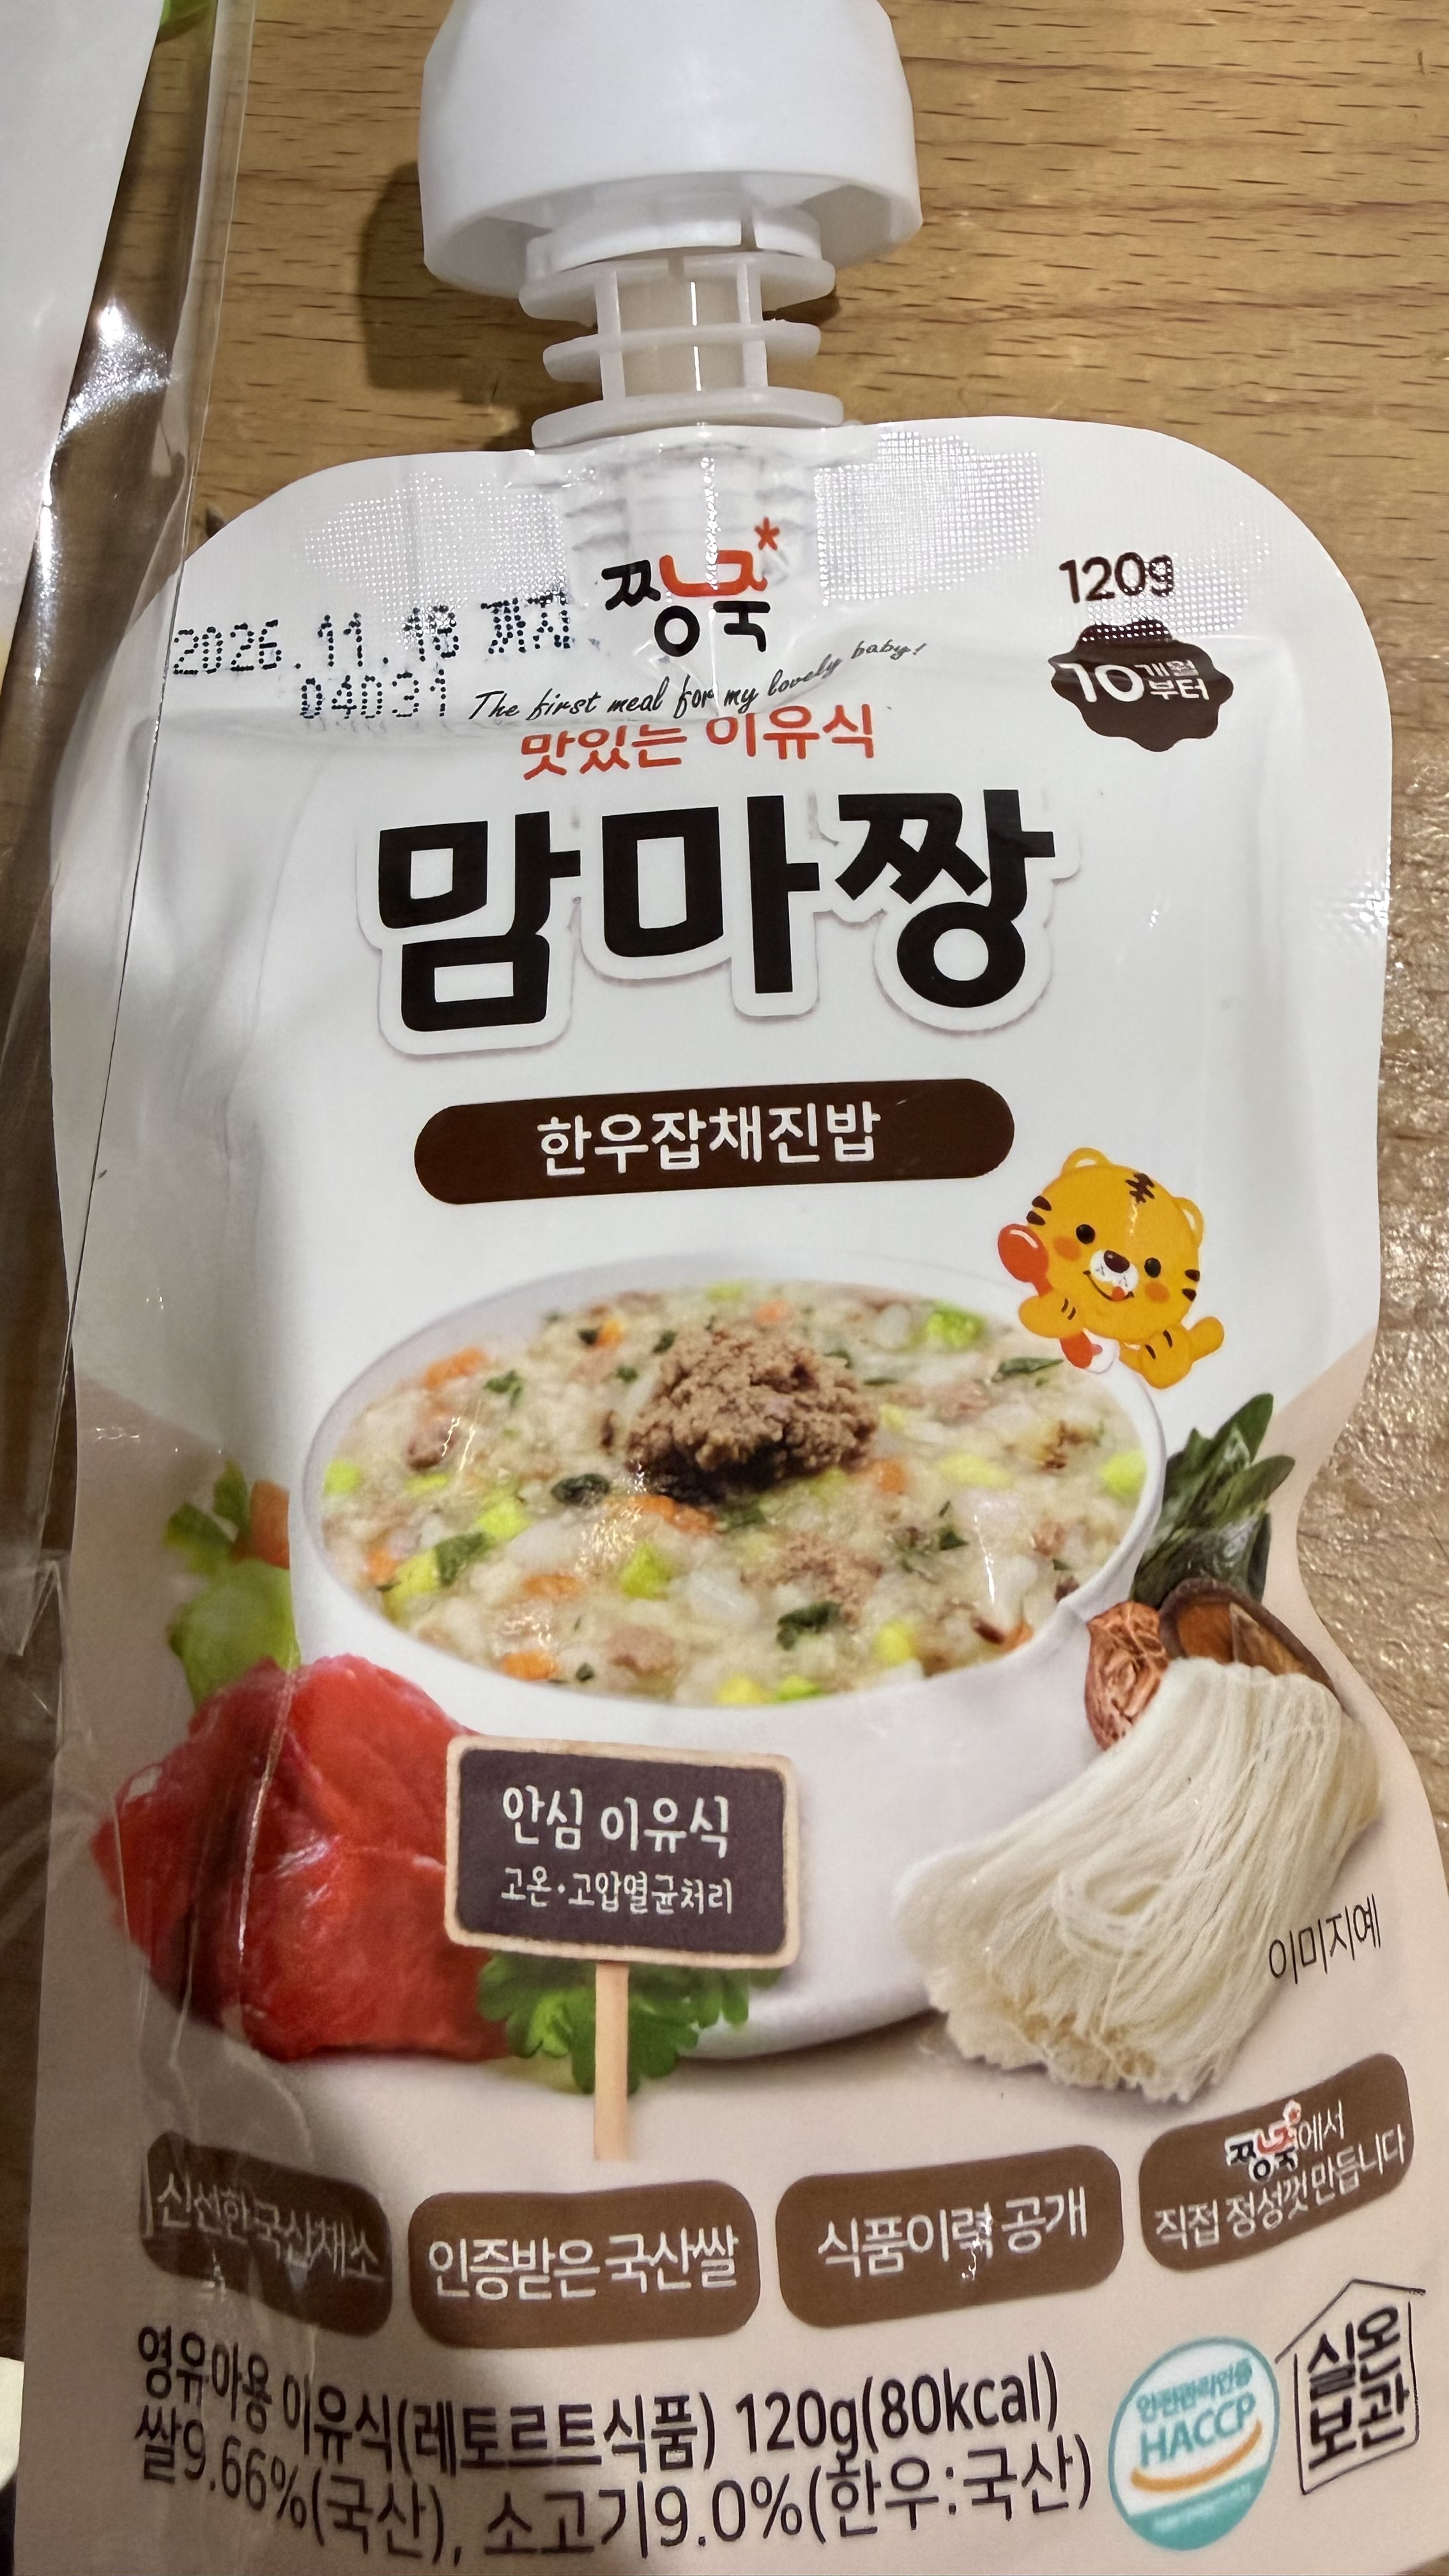 짱죽
120g
2026.11.18 까지
04031
10개월
부터
The first meal for my lovely baby!
맛있는 이유식
맘마짱
한우잡채진밥
안심 이유식
고온·고압멸균처리
이미지예
신선한국산채소
인증받은 국산쌀
식품이력 공개
짱죽에서
직접 정성껏 만듭니다
영유아용 이유식(레토르트식품) 120g(80kcal)
쌀9.66%(국산), 소고기9.0%(한우:국산)
안전관리인증
HACCP
실온
보관